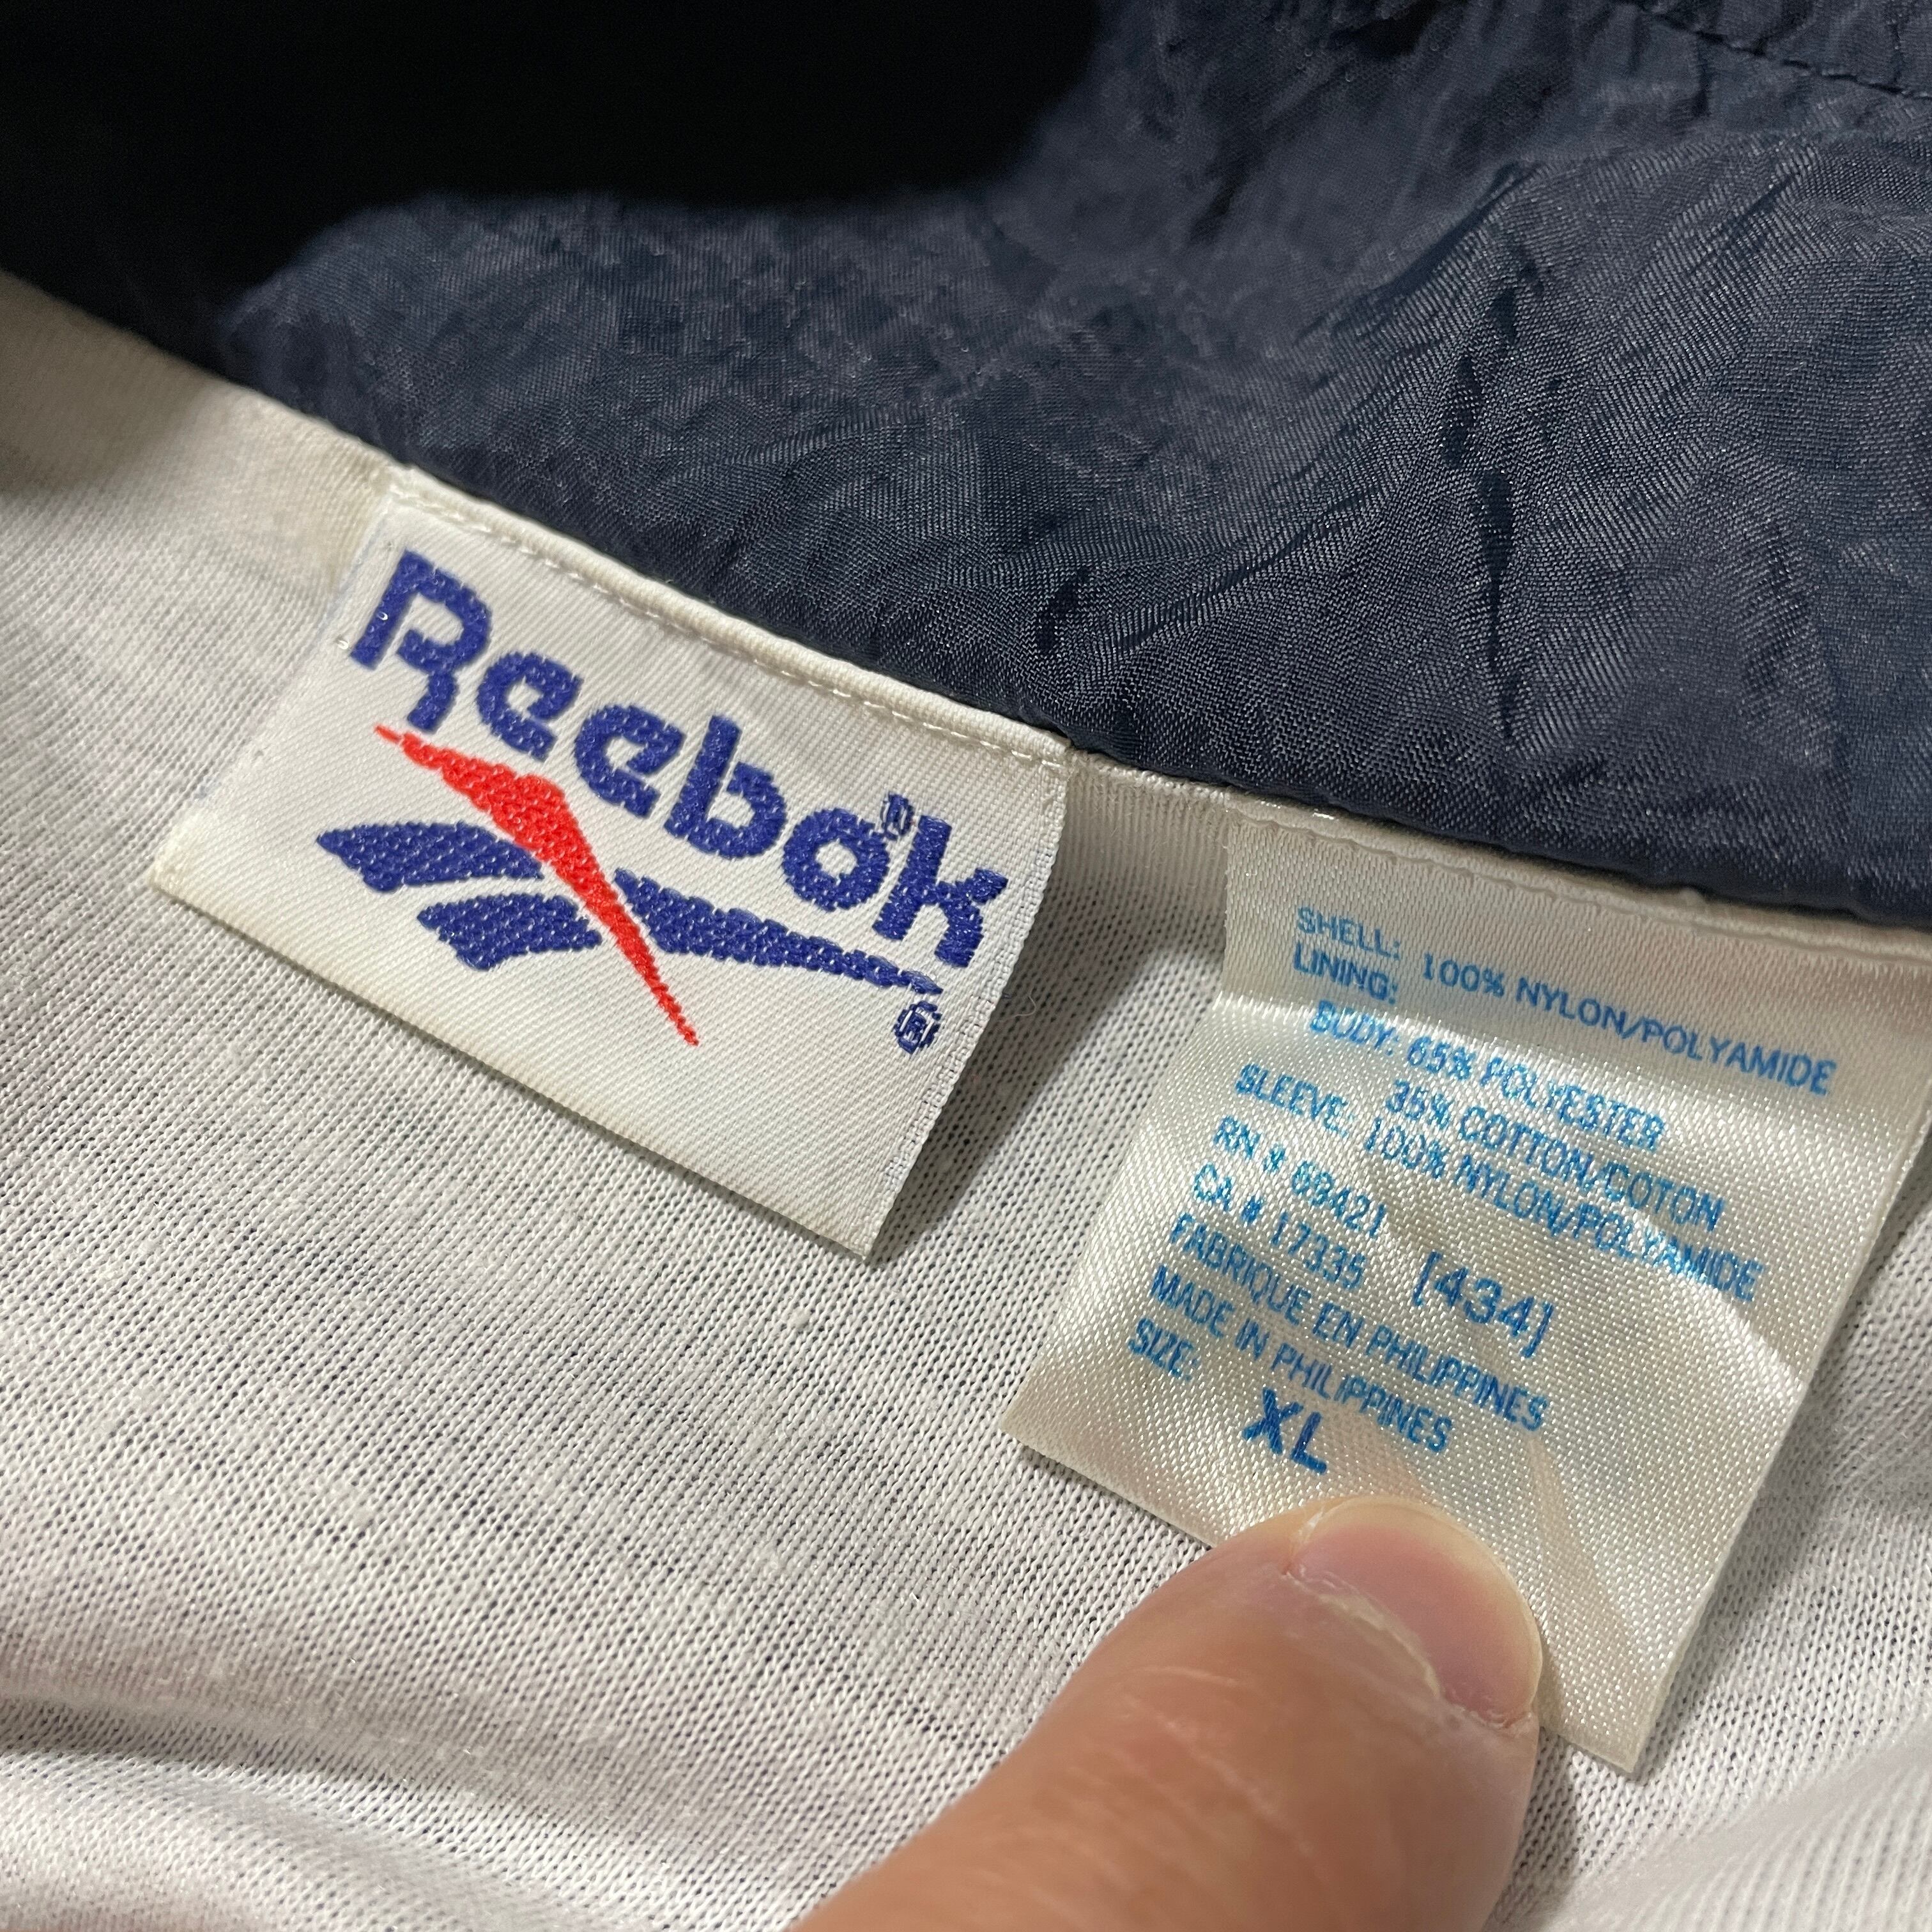 Reebok
®
SHELL: 100% NYLON/POLYAMIDE
LINING:
BODY: 65% POLYESTER
35% COTTON/COTON
SLEEVE: 100% NYLON/POLYAMIDE
RN # 69421
CA # 17335 [434]
FABRIQUE EN PHILIPPINES
MADE IN PHILIPPINES
SIZE:
XL